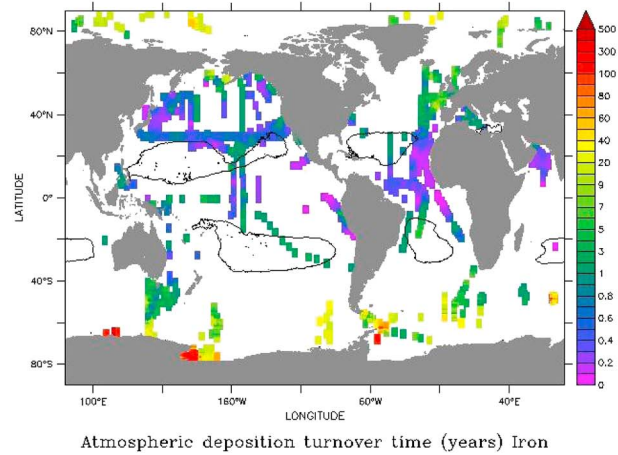 80°N
40°N
0°
40°S
80°S
LATITUDE
100°E
160°W
60°W
40°E
LONGITUDE
500
300
100
80
60
40
20
9
7
5
3
1
0.8
0.6
0.4
0.2
0
Atmospheric deposition turnover time (years) Iron